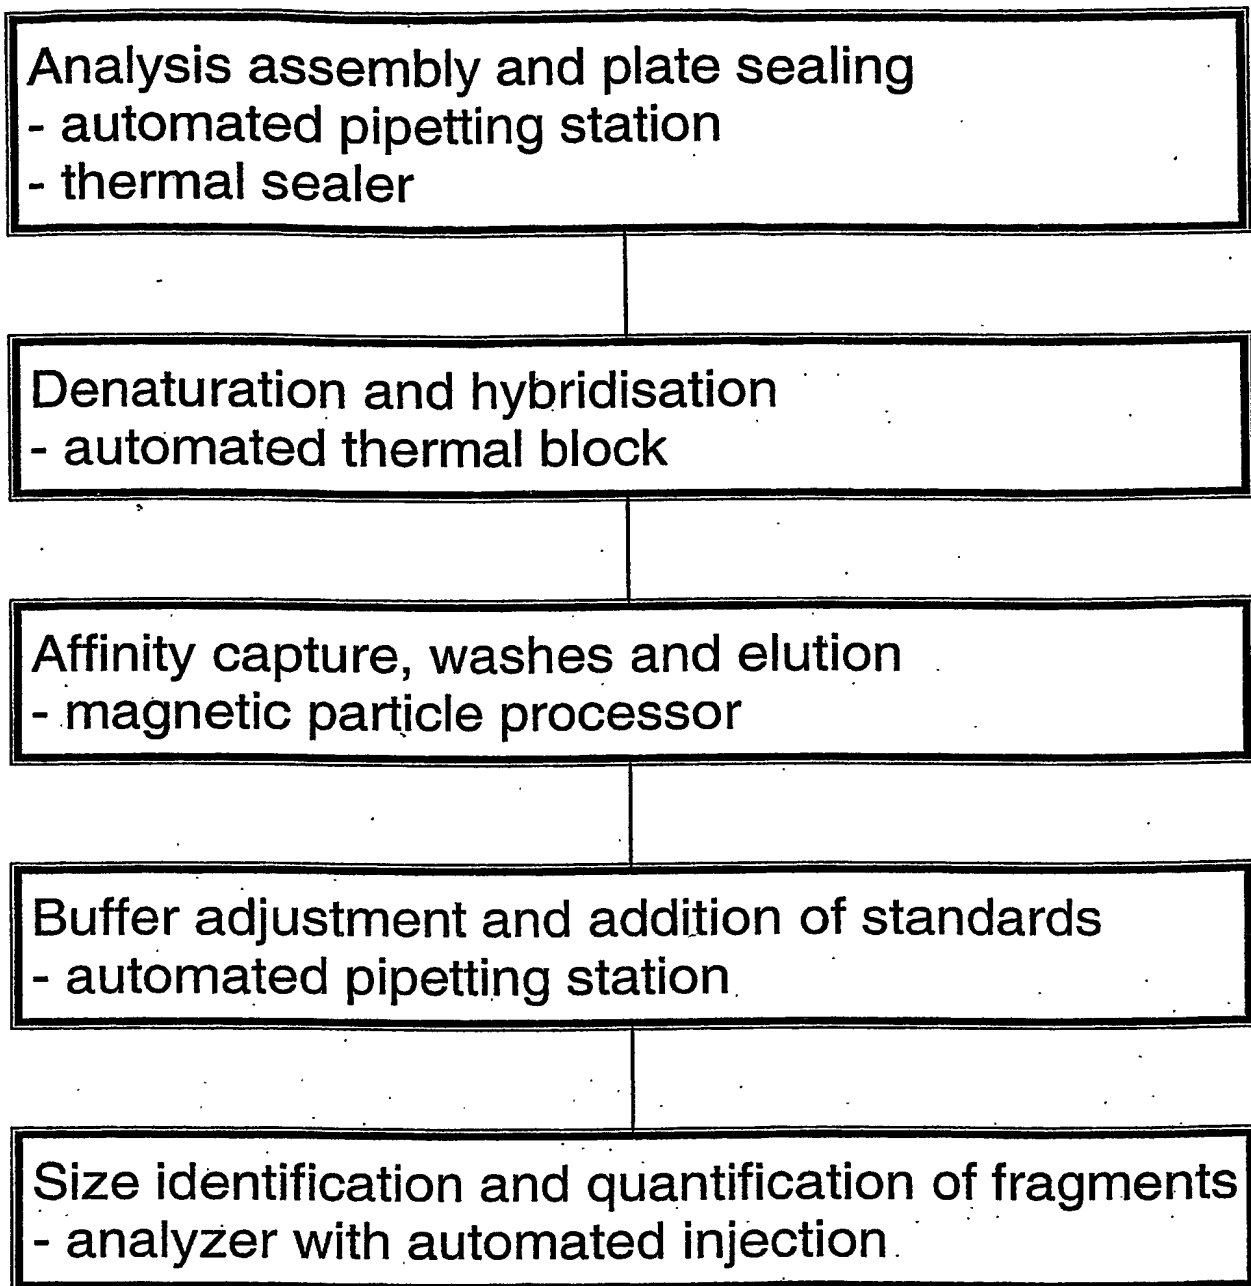 Analysis assembly and plate sealing
- automated pipetting station
- thermal sealer
Denaturation and hybridisation
- automated thermal block
Affinity capture, washes and elution
- magnetic particle processor
Buffer adjustment and addition of standards
- automated pipetting station
Size identification and quantification of fragments
- analyzer with automated injection